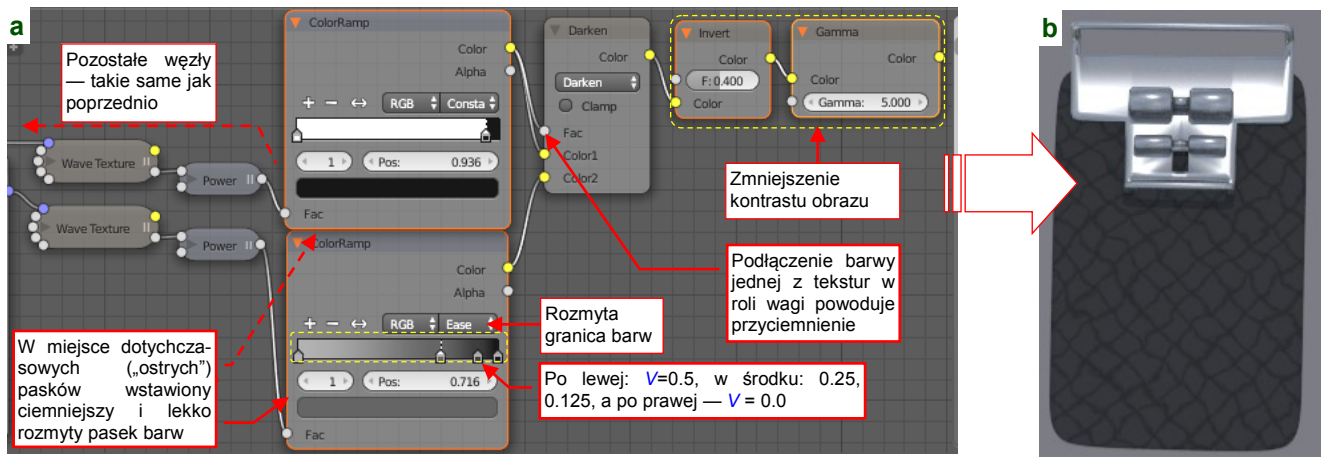 a
Pozostałe węzły
— takie same jak
poprzednio
ColorRamp
Color
Alpha
RGB
Consta
1
Pos: 0.936
Fac
Wave Texture
Power
Wave Texture
Power
ColorRamp
Color
Alpha
RGB
Ease
1
Pos: 0.716
Fac
W miejsce dotychcza-
sowych („ostrych”)
pasków wstawiony
ciemniejszy i lekko
rozmyty pasek barw
Rozmyta
granica barw
Po lewej: V=0.5, w środku: 0.25,
0.125, a po prawej — V = 0.0
Darken
Color
Darken
Clamp
Fac
Color1
Color2
Invert
Color
F: 0.400
Color
Gamma
Color
Color
Gamma: 5.000
Zmniejszenie
kontrastu obrazu
Podłączenie barwy
jednej z tekstur w
roli wagi powoduje
przyciemnienie
b